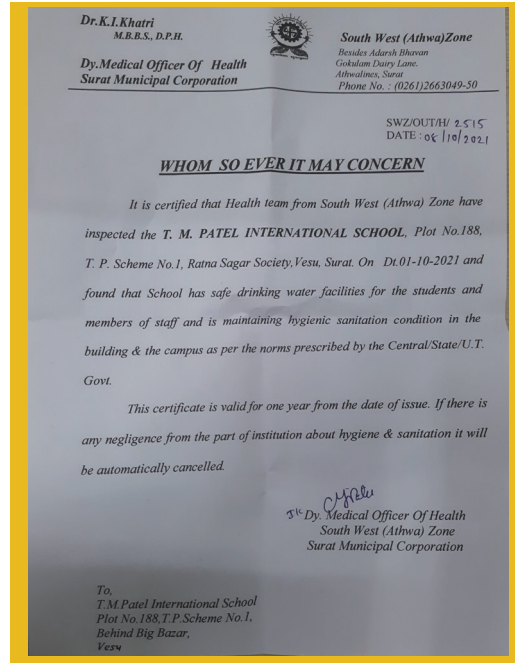 Dr.K.I.Khatri
M.B.B.S., D.P.H.
Dy.Medical Officer Of Health
Surat Municipal Corporation
South West (Athwa)Zone
Besides Adarsh Bhavan
Gokulam Dairy Lane.
Athwalines, Surat
Phone No. : (0261)2663049-50
SWZ/OUT/H/ 2515
DATE : 08/10/2021
WHOM SO EVER IT MAY CONCERN
It is certified that Health team from South West (Athwa) Zone have
inspected the T. M. PATEL INTERNATIONAL SCHOOL, Plot No.188,
T. P. Scheme No.1, Ratna Sagar Society,Vesu, Surat. On Dt.01-10-2021 and
found that School has safe drinking water facilities for the students and
members of staff and is maintaining hygienic sanitation condition in the
building & the campus as per the norms prescribed by the Central/State/U.T.
Govt.
This certificate is valid for one year from the date of issue. If there is
any negligence from the part of institution about hygiene & sanitation it will
be automatically cancelled.
Dy. Medical Officer Of Health
South West (Athwa) Zone
Surat Municipal Corporation
To,
T.M.Patel International School
Plot No.188,T.P.Scheme No.1,
Behind Big Bazar,
Vesu